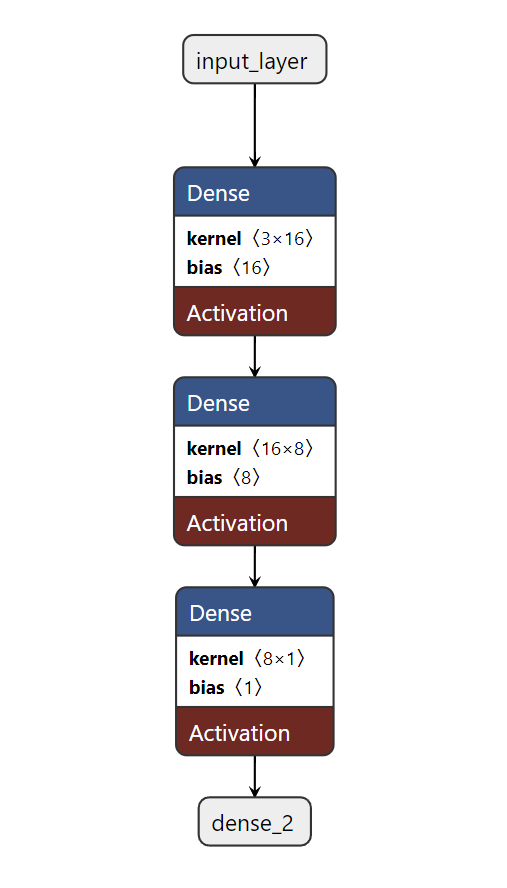 input_layer
Dense
kernel〈3×16〉
bias〈16〉
Activation
Dense
kernel〈16×8〉
bias〈8〉
Activation
Dense
kernel〈8×1〉
bias〈1〉
Activation
dense_2